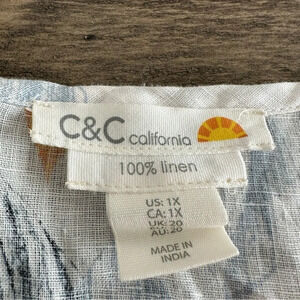 C&C california
100% linen
US: 1X
CA: 1X
UK: 20
AU: 20
MADE IN
INDIA